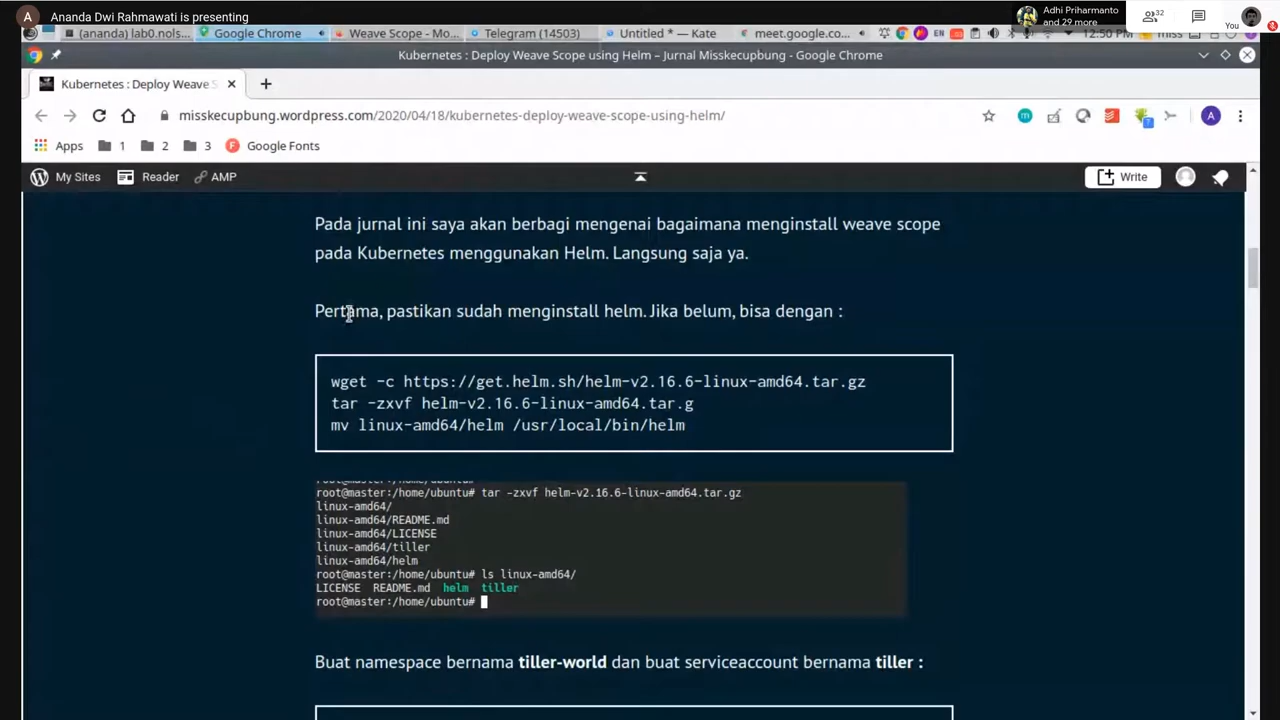 Ananda Dwi Rahmawati is presenting
Adhi Priharmanto
and 29 more
32
You
(ananda) lab0.nols...
Google Chrome
Weave Scope - Mo...
Telegram (14503)
Untitled * — Kate
meet.google.co...
EN
12:50 PM
miss
Kubernetes : Deploy Weave Scope using Helm – Jurnal Misskecupbung - Google Chrome
Kubernetes : Deploy Weave S
misskecupbung.wordpress.com/2020/04/18/kubernetes-deploy-weave-scope-using-helm/
Apps
1
2
3
Google Fonts
My Sites
Reader
AMP
Write
Pada jurnal ini saya akan berbagi mengenai bagaimana menginstall weave scope
pada Kubernetes menggunakan Helm. Langsung saja ya.
Pertama, pastikan sudah menginstall helm. Jika belum, bisa dengan :
wget -c https://get.helm.sh/helm-v2.16.6-linux-amd64.tar.gz
tar -zxvf helm-v2.16.6-linux-amd64.tar.g
mv linux-amd64/helm /usr/local/bin/helm
root@master:/home/ubuntu# tar -zxvf helm-v2.16.6-linux-amd64.tar.gz
linux-amd64/
linux-amd64/README.md
linux-amd64/LICENSE
linux-amd64/tiller
linux-amd64/helm
root@master:/home/ubuntu# ls linux-amd64/
LICENSE README.md helm tiller
root@master:/home/ubuntu#
Buat namespace bernama tiller-world dan buat serviceaccount bernama tiller :